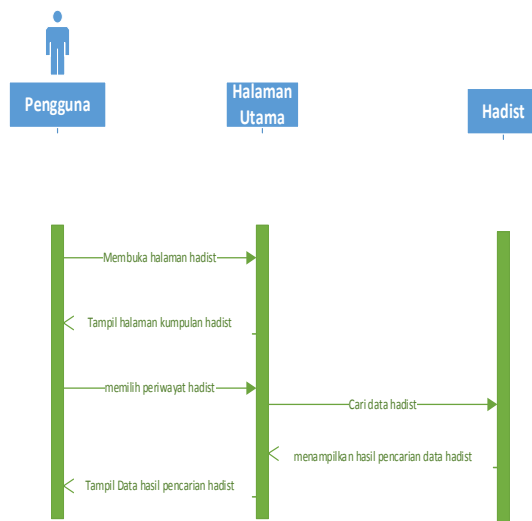 Pengguna
Halaman
Utama
Hadist
Membuka halaman hadist
Tampil halaman kumpulan hadist
memilih periwayat hadist
Cari data hadist
menampilkan hasil pencarian data hadist
Tampil Data hasil pencarian hadist